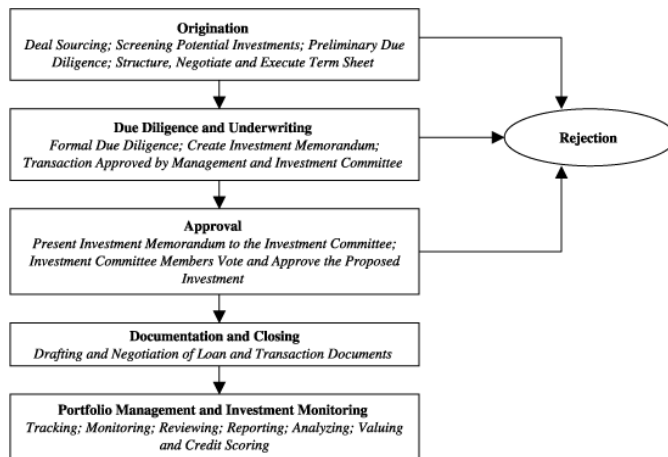 Origination
Deal Sourcing; Screening Potential Investments; Preliminary Due
Diligence; Structure, Negotiate and Execute Term Sheet
Due Diligence and Underwriting
Formal Due Diligence; Create Investment Memorandum;
Transaction Approved by Management and Investment Committee
Rejection
Approval
Present Investment Memorandum to the Investment Committee;
Investment Committee Members Vote and Approve the Proposed
Investment
Documentation and Closing
Drafting and Negotiation of Loan and Transaction Documents
Portfolio Management and Investment Monitoring
Tracking; Monitoring; Reviewing; Reporting; Analyzing; Valuing
and Credit Scoring